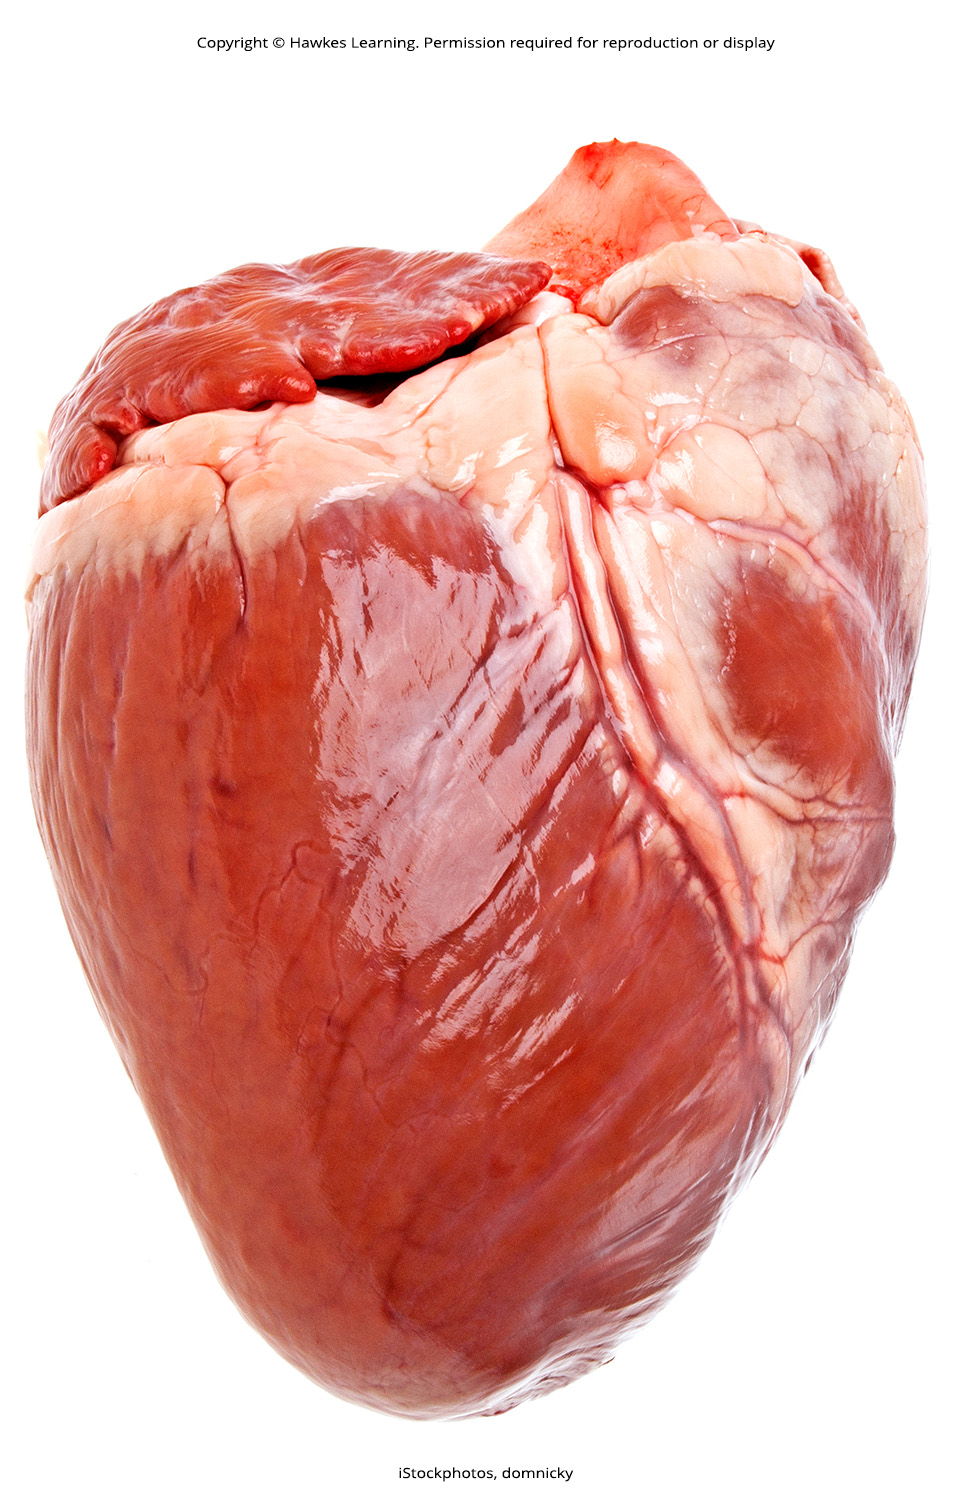 Copyright © Hawkes Learning. Permission required for reproduction or display
iStockphotos, domnicky